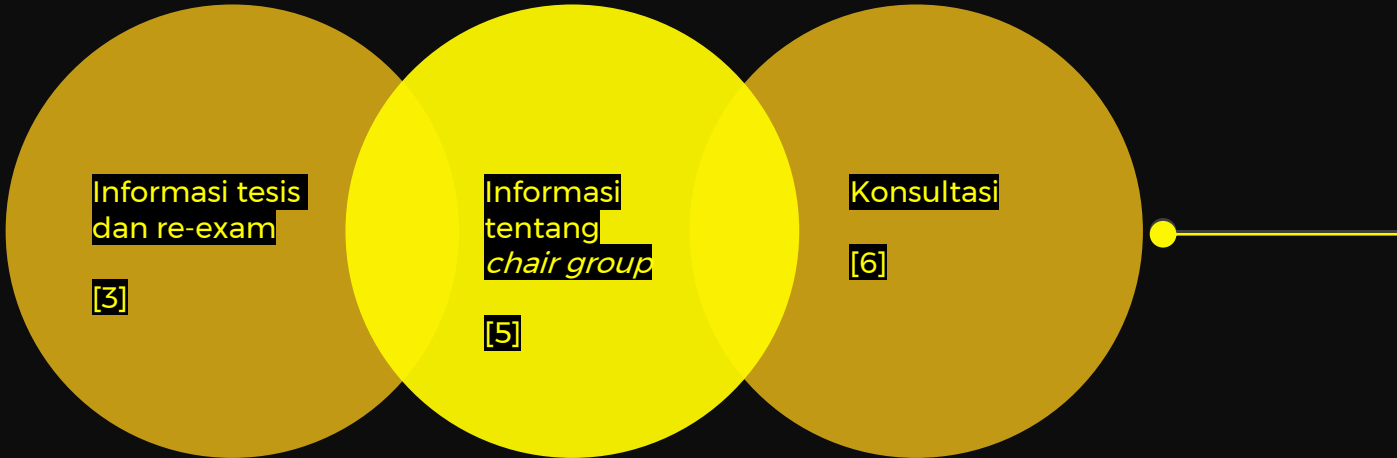 Informasi tesis
dan re-exam
[3]
Informasi
tentang
chair group
[5]
Konsultasi
[6]